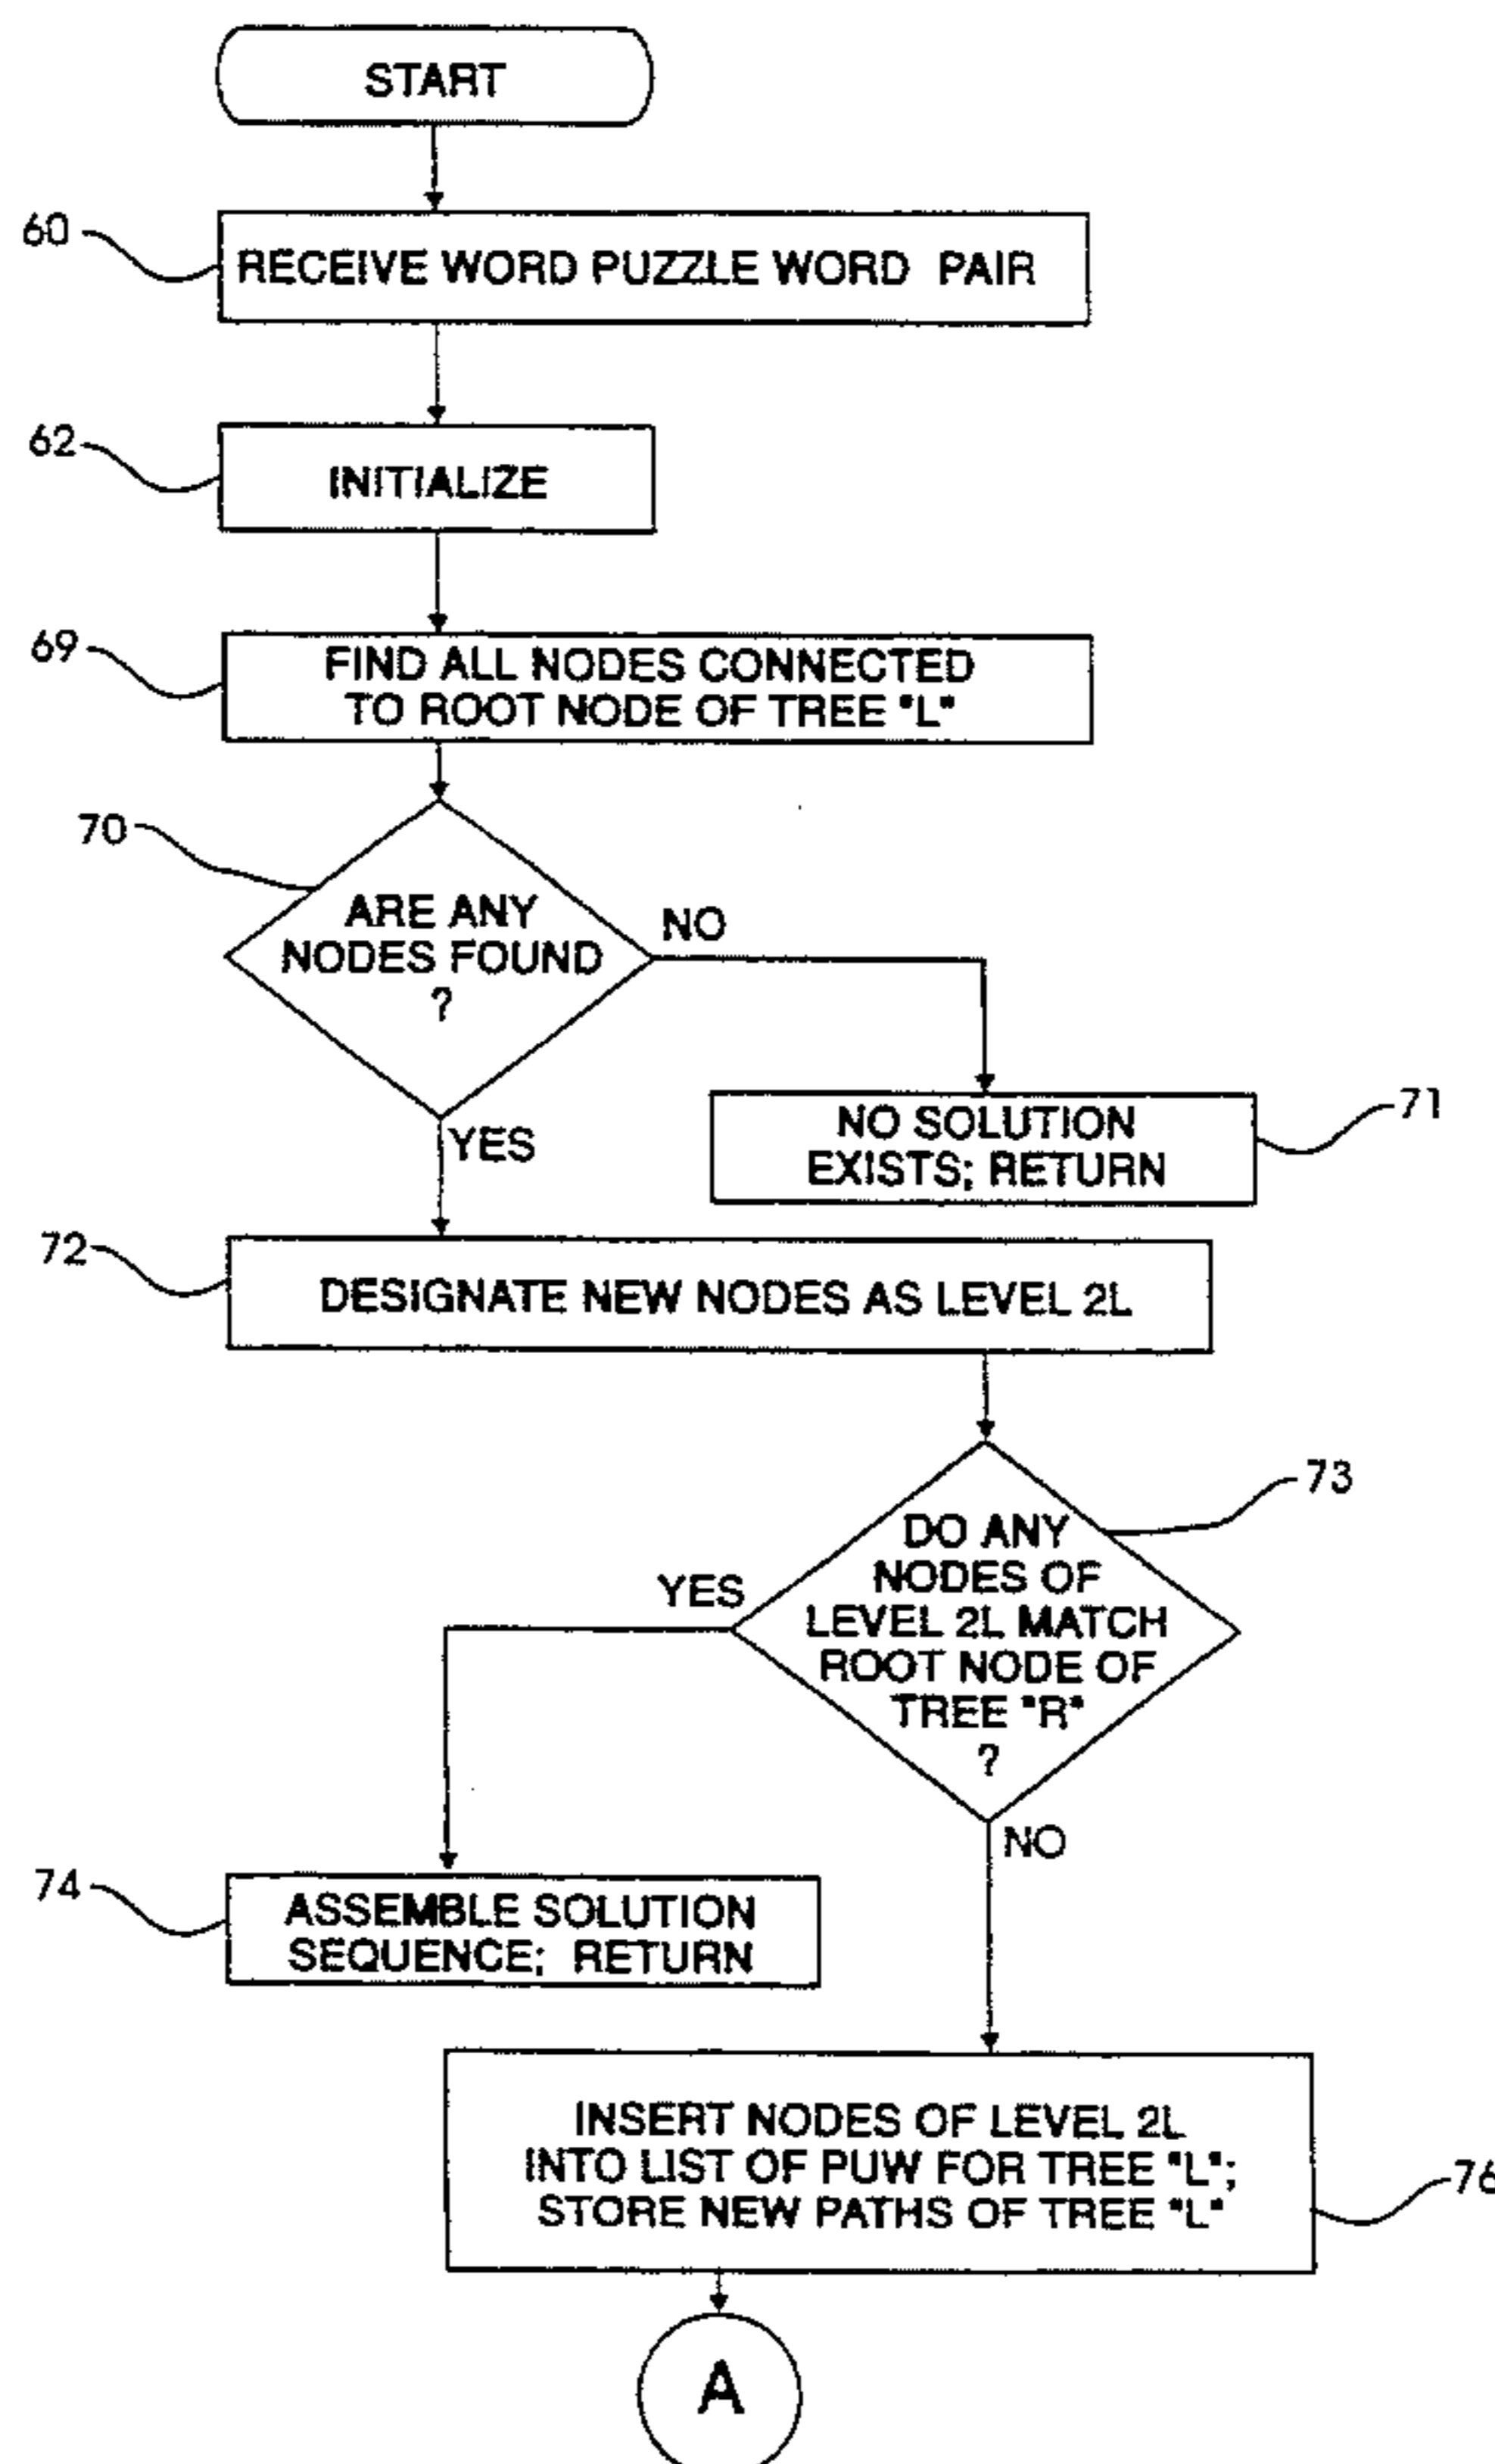 START
60
RECEIVE WORD PUZZLE WORD PAIR
62
INITIALIZE
69
FIND ALL NODES CONNECTED
TO ROOT NODE OF TREE "L"
70
ARE ANY
NODES FOUND
?
NO
YES
71
NO SOLUTION
EXISTS; RETURN
72
DESIGNATE NEW NODES AS LEVEL 2L
73
DO ANY
NODES OF
LEVEL 2L MATCH
ROOT NODE OF
TREE "R"
?
YES
NO
74
ASSEMBLE SOLUTION
SEQUENCE; RETURN
INSERT NODES OF LEVEL 2L
INTO LIST OF PUW FOR TREE "L";
STORE NEW PATHS OF TREE "L"
76
A